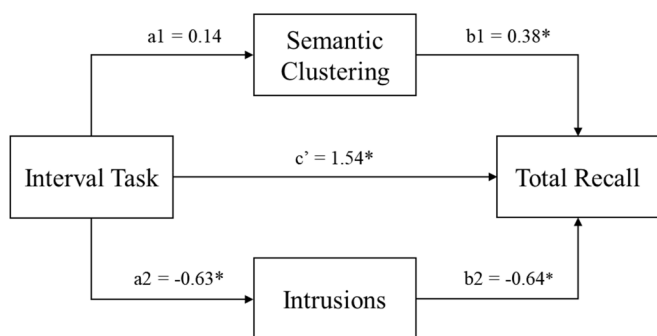 a1 = 0.14
Semantic
Clustering
b1 = 0.38*
Interval Task
c’ = 1.54*
Total Recall
a2 = -0.63*
Intrusions
b2 = -0.64*